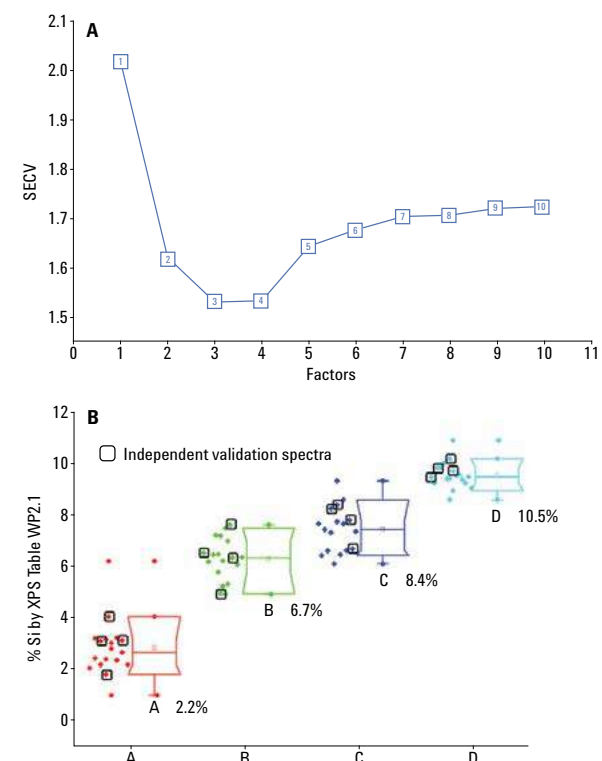 A
2.1
2.0
1.9
1.8
1.7
1.6
1.5
SECV
1
2
3
4
5
6
7
8
9
10
0 1 2 3 4 5 6 7 8 9 10 11
Factors
B
12
10
8
6
4
2
0
% Si by XPS Table WP2.1
Independent validation spectra
D 10.5%
C 8.4%
B 6.7%
A 2.2%
A B C D